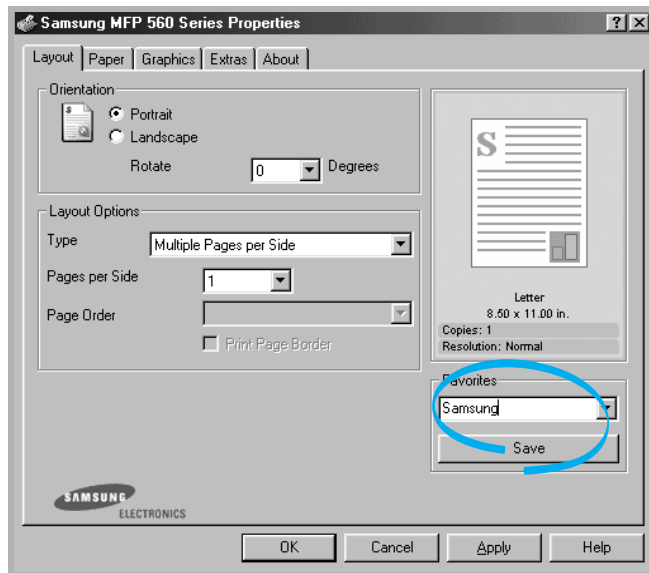 Samsung MFP 560 Series Properties
Layout Paper Graphics Extras About
Orientation
S
Portrait
Landscape
Rotate 0 Degrees
Layout Options
Type Multiple Pages per Side
Pages per Side 1
Page Order
Print Page Border
S
Letter
8.50 x 11.00 in.
Copies: 1
Resolution: Normal
Favorites
Samsung
Save
SAMSUNG
ELECTRONICS
OK Cancel Apply Help